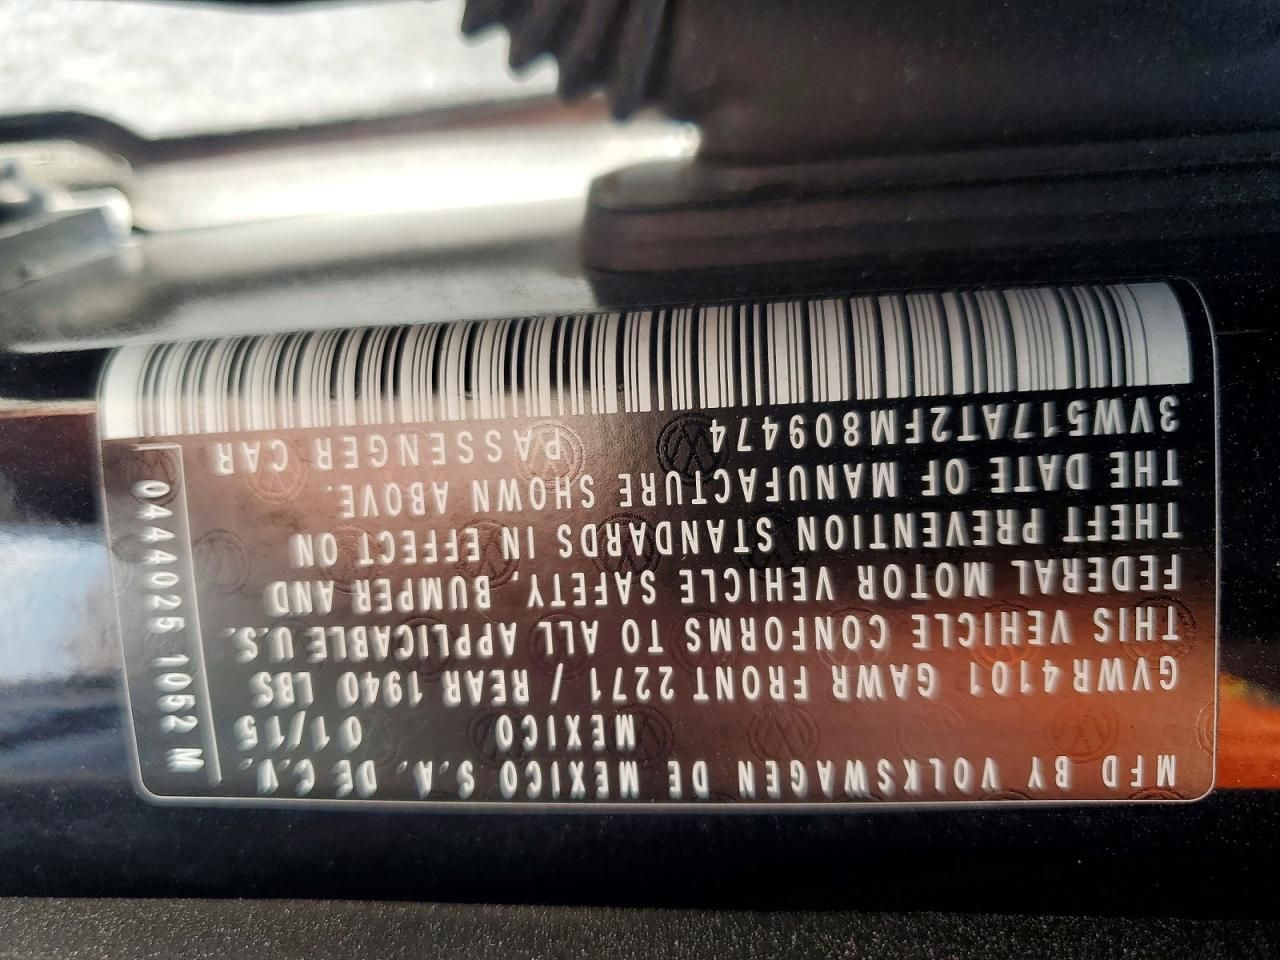 MFD BY VOLKSWAGEN DE MEXICO S.A. DE C.V.
MEXICO 01/15
GVWR 4101 GAWR FRONT 2271 / REAR 1940 LBS
THIS VEHICLE CONFORMS TO ALL APPLICABLE U.S.
FEDERAL MOTOR VEHICLE SAFETY, BUMPER AND
THEFT PREVENTION STANDARDS IN EFFECT ON
THE DATE OF MANUFACTURE SHOWN ABOVE.
3VW517AT2FM809474 PASSENGER CAR
0444025 1052 M